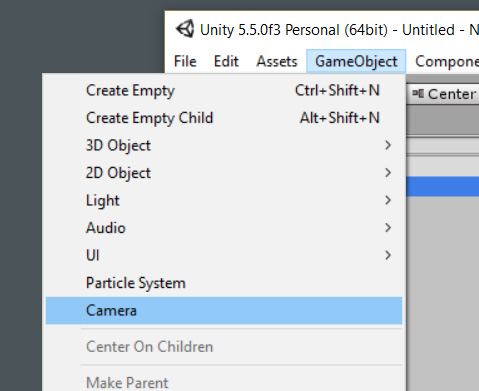 Unity 5.5.0f3 Personal (64bit) - Untitled - N
File Edit Assets GameObject Compone
Create Empty Ctrl+Shift+N
Center
Create Empty Child Alt+Shift+N
3D Object
2D Object
Light
Audio
UI
Particle System
Camera
Center On Children
Make Parent